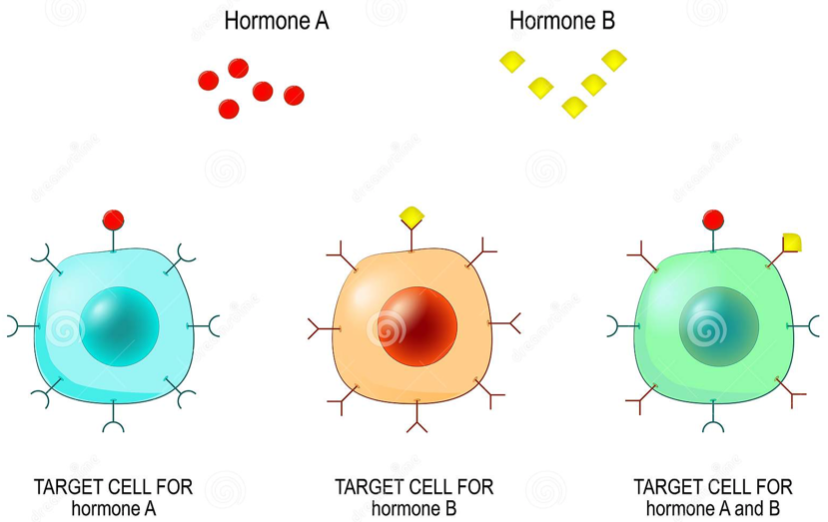 Hormone A
Hormone B
TARGET CELL FOR
hormone A
TARGET CELL FOR
hormone B
TARGET CELL FOR
hormone A and B